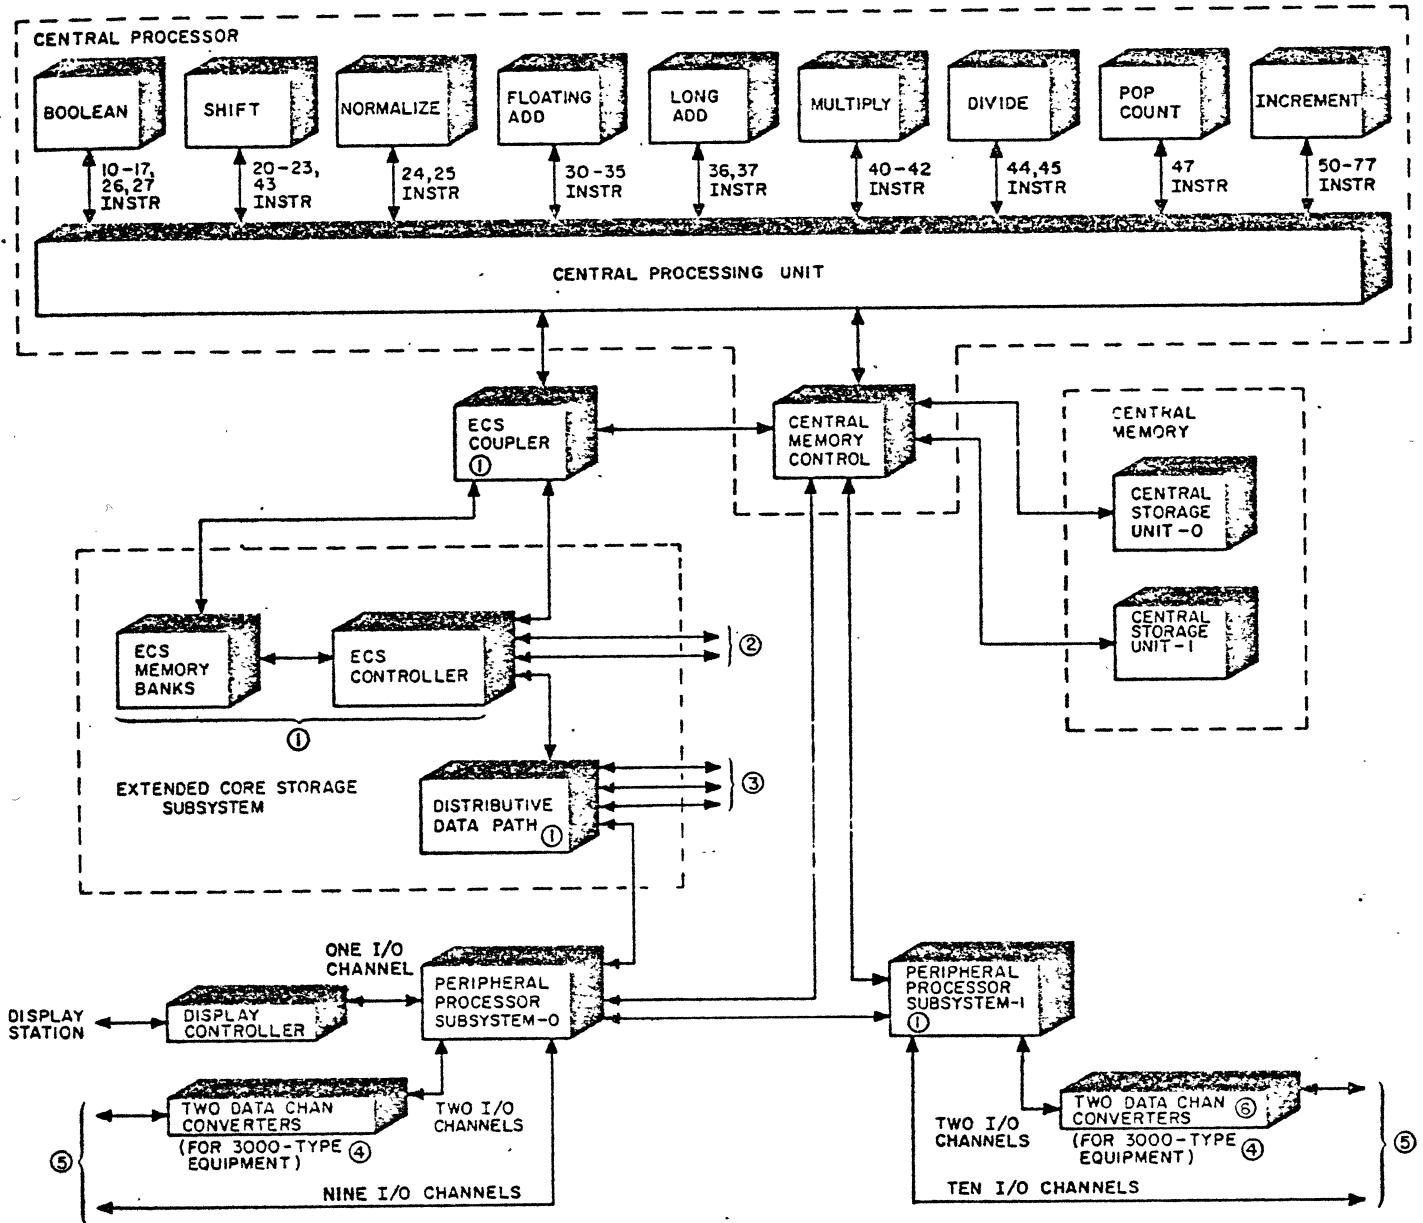 CENTRAL PROCESSOR
BOOLEAN
SHIFT
NORMALIZE
FLOATING
ADD
LONG
ADD
MULTIPLY
DIVIDE
POP
COUNT
INCREMENT
10-17,
26,27
INSTR
20-23,
43
INSTR
24,25
INSTR
30-35
INSTR
36,37
INSTR
40-42
INSTR
44,45
INSTR
47
INSTR
50-77
INSTR
CENTRAL PROCESSING UNIT
ECS
COUPLER
①
CENTRAL
MEMORY
CONTROL
CENTRAL
MEMORY
CENTRAL
STORAGE
UNIT-0
CENTRAL
STORAGE
UNIT-1
ECS
MEMORY
BANKS
ECS
CONTROLLER
②
①
EXTENDED CORE STORAGE
SUBSYSTEM
DISTRIBUTIVE
DATA PATH ①
③
ONE I/O
CHANNEL
PERIPHERAL
PROCESSOR
SUBSYSTEM-0
PERIPHERAL
PROCESSOR
SUBSYSTEM-1
①
DISPLAY
STATION
DISPLAY
CONTROLLER
TWO DATA CHAN
CONVERTERS
(FOR 3000-TYPE ④
EQUIPMENT)
TWO I/O
CHANNELS
⑤
NINE I/O CHANNELS
TWO I/O
CHANNELS
TWO DATA CHAN ⑥
CONVERTERS
(FOR 3000-TYPE ④
EQUIPMENT)
⑤
TEN I/O CHANNELS